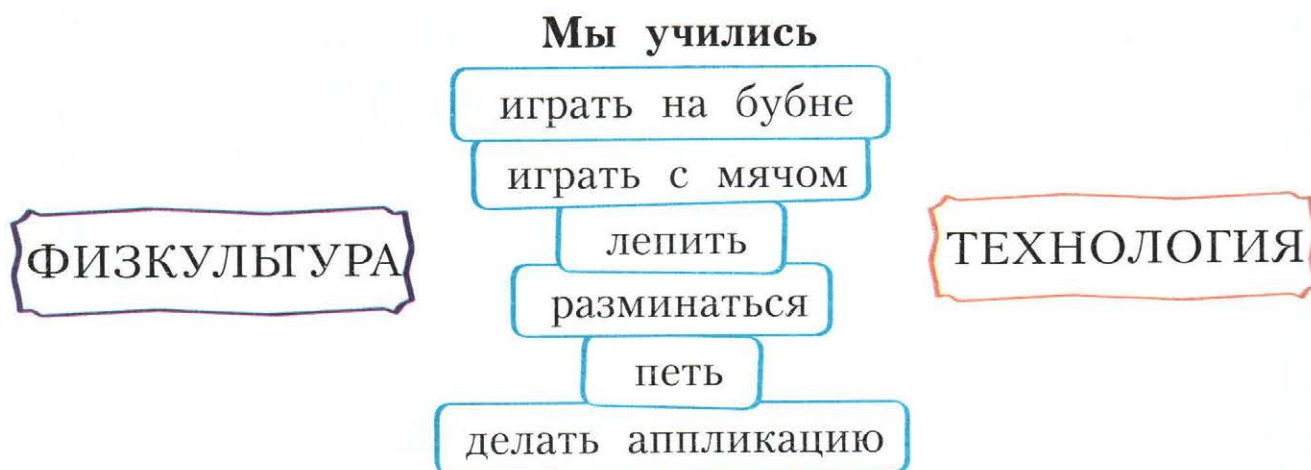 Мы учились
играть на бубне
играть с мячом
ФИЗКУЛЬТУРА
лепить
ТЕХНОЛОГИЯ
разминаться
петь
делать аппликацию